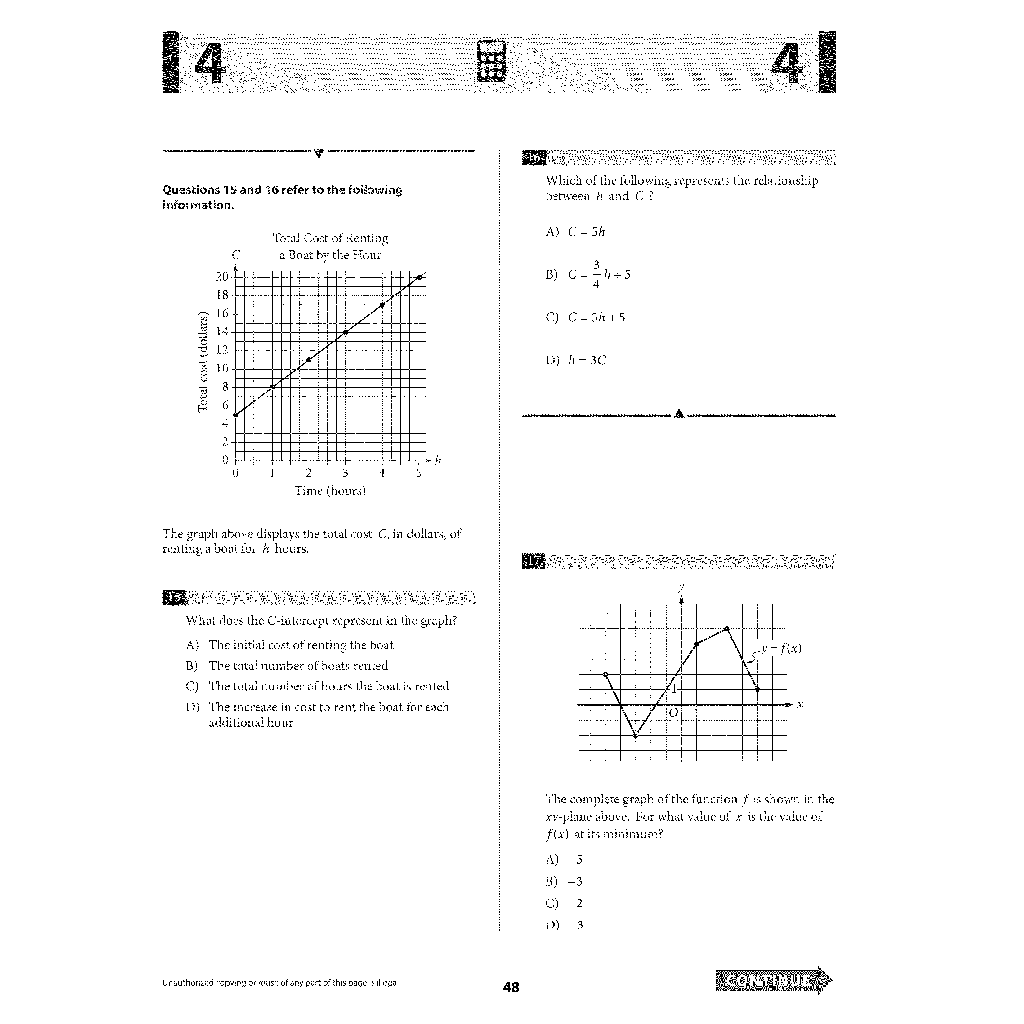 4
4
Questions 15 and 16 refer to the following
information.
Total Cost of Renting
a Boat by the Hour
C
Total cost (dollars)
20
18
16
14
12
10
8
6
4
2
0
0 1 2 3 4 5
h
Time (hours)
The graph above displays the total cost C, in dollars, of
renting a boat for h hours.
15
What does the C-intercept represent in the graph?
A) The initial cost of renting the boat
B) The total number of boats rented
C) The total number of hours the boat is rented
D) The increase in cost to rent the boat for each
additional hour
16
Which of the following represents the relationship
between h and C ?
A) C = 5h
B) C = 3/4 h + 5
C) C = 3h + 5
D) h = 3C
17
y
y = f(x)
1
O
x
The complete graph of the function f is shown in the
xy-plane above. For what value of x is the value of
f(x) at its minimum?
A) 5
B) −3
C) 2
D) 3
Unauthorized copying or reuse of any part of this page is illegal.
48
CONTINUE